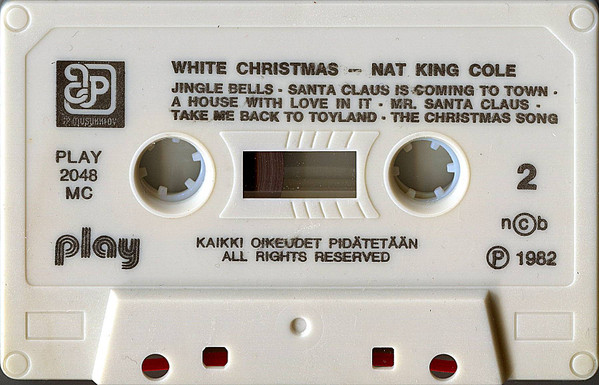 WHITE CHRISTMAS -- NAT KING COLE
JINGLE BELLS - SANTA CLAUS IS COMING TO TOWN -
A HOUSE WITH LOVE IN IT - MR. SANTA CLAUS -
TAKE ME BACK TO TOYLAND - THE CHRISTMAS SONG
PLAY
2048
MC
2
play
KAIKKI OIKEUDET PIDÄTETÄÄN
ALL RIGHTS RESERVED
n©b
℗ 1982